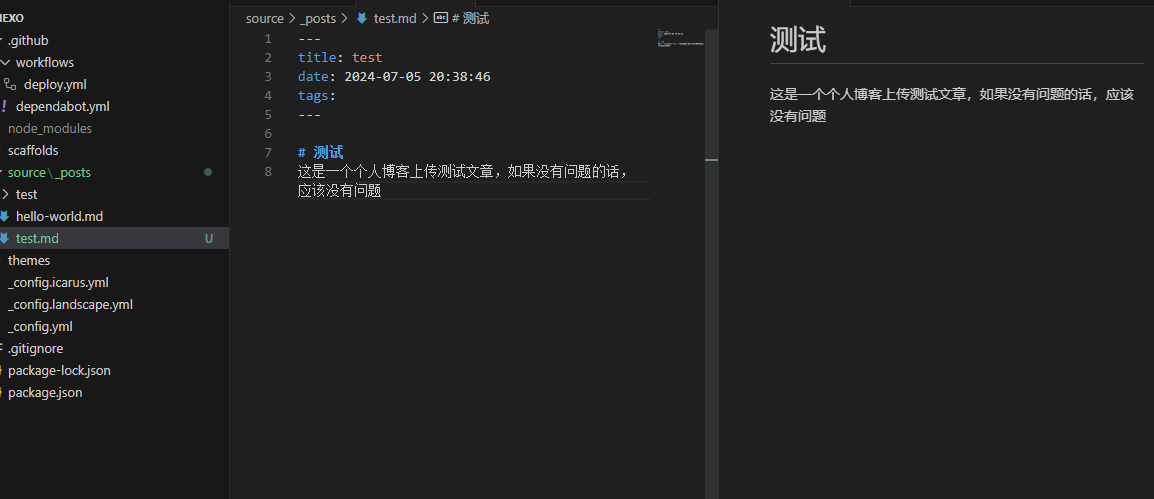 HEXO
.github
workflows
deploy.yml
! dependabot.yml
node_modules
scaffolds
source\_posts
test
hello-world.md
test.md U
themes
_config.icarus.yml
_config.landscape.yml
_config.yml
.gitignore
package-lock.json
package.json
source > _posts > test.md > abc # 测试
1 ---
2 title: test
3 date: 2024-07-05 20:38:46
4 tags:
5 ---
6
7 # 测试
8 这是一个个人博客上传测试文章，如果没有问题的话，
应该没有问题
测试
这是一个个人博客上传测试文章，如果没有问题的话，应该
没有问题